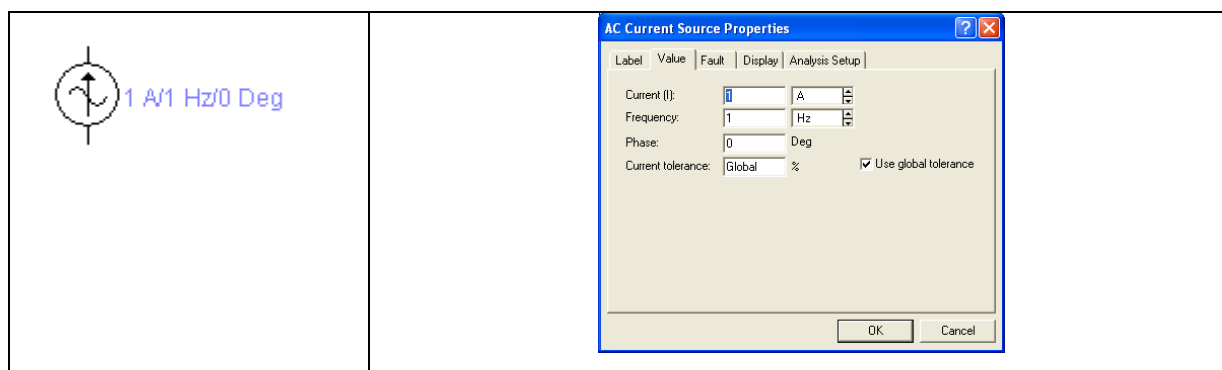 1 A/1 Hz/0 Deg
AC Current Source Properties
Label Value Fault Display Analysis Setup
Current (I): 1 A
Frequency: 1 Hz
Phase: 0 Deg
Current tolerance: Global % Use global tolerance
OK Cancel